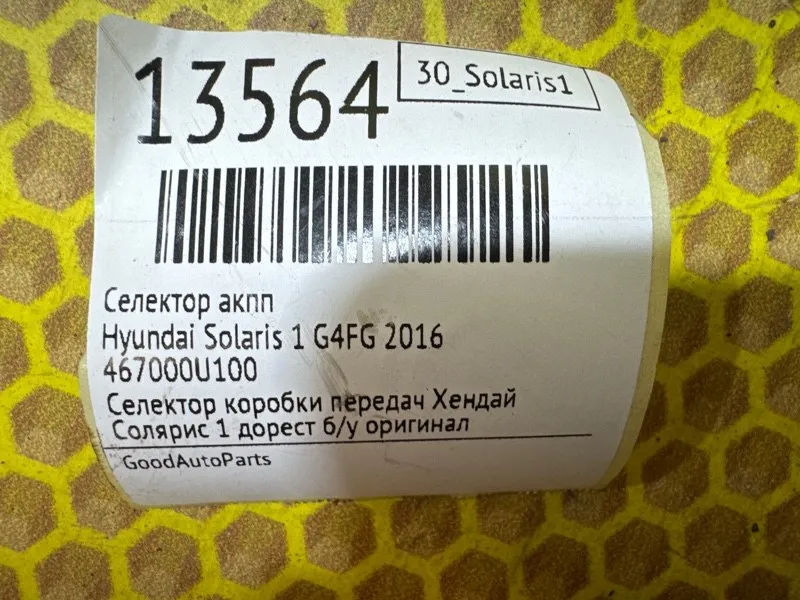 13564
30_Solaris1
Селектор акпп
Hyundai Solaris 1 G4FG 2016
467000U100
Селектор коробки передач Хендай
Солярис 1 дорест б/у оригинал
GoodAutoParts